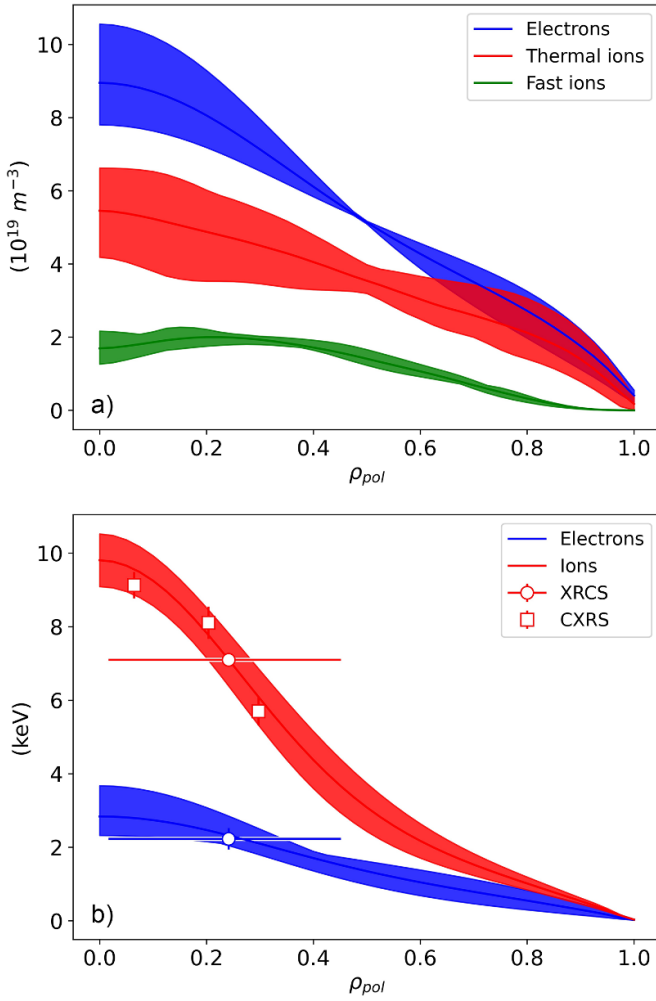 10
8
6
4
2
0
(10¹⁹ m⁻³)
Electrons
Thermal ions
Fast ions
a)
0.0 0.2 0.4 0.6 0.8 1.0
ρpol
10
8
6
4
2
0
(keV)
Electrons
Ions
XRCS
CXRS
b)
0.0 0.2 0.4 0.6 0.8 1.0
ρpol